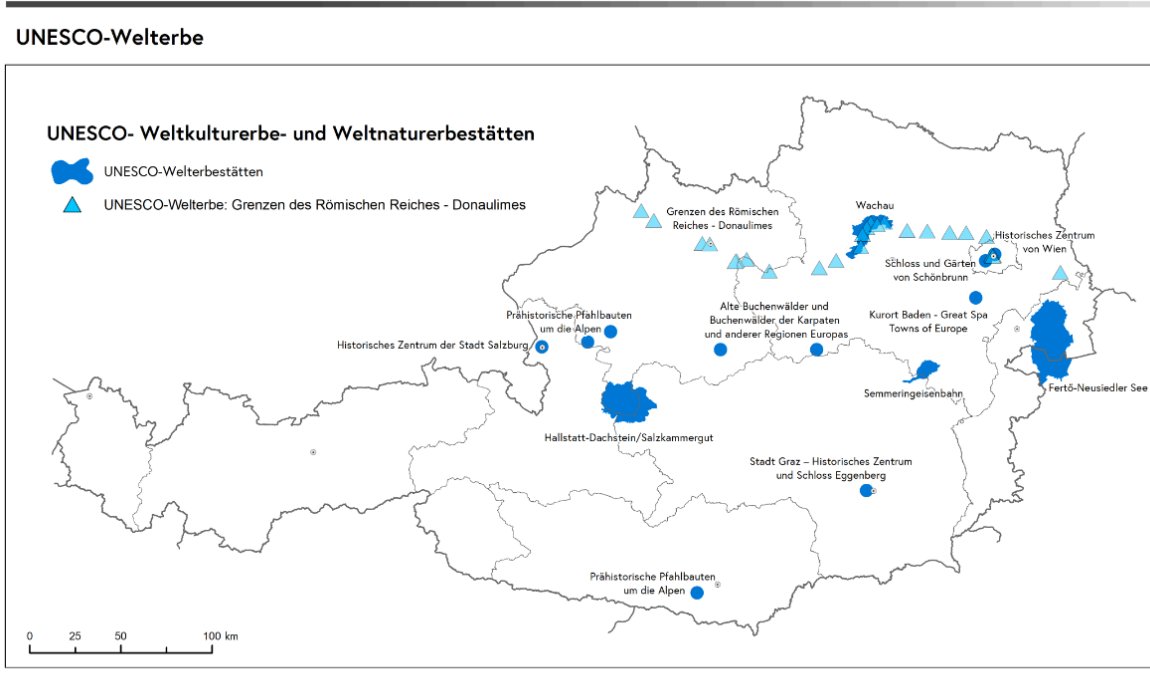 UNESCO-Welterbe
UNESCO- Weltkulturerbe- und Weltnaturerbestätten
UNESCO-Welterbestätten
UNESCO-Welterbe: Grenzen des Römischen Reiches - Donaulimes
Wachau
Grenzen des Römischen
Reiches - Donaulimes
Historisches Zentrum
von Wien
Schloss und Gärten
von Schönbrunn
Alte Buchenwälder und
Buchenwälder der Karpaten
und anderer Regionen Europas
Kurort Baden - Great Spa
Towns of Europe
Prähistorische Pfahlbauten
um die Alpen
Historisches Zentrum der Stadt Salzburg
Fertő-Neusiedler See
Semmeringeisenbahn
Hallstatt-Dachstein/Salzkammergut
Stadt Graz – Historisches Zentrum
und Schloss Eggenberg
Prähistorische Pfahlbauten
um die Alpen
0 25 50 100 km